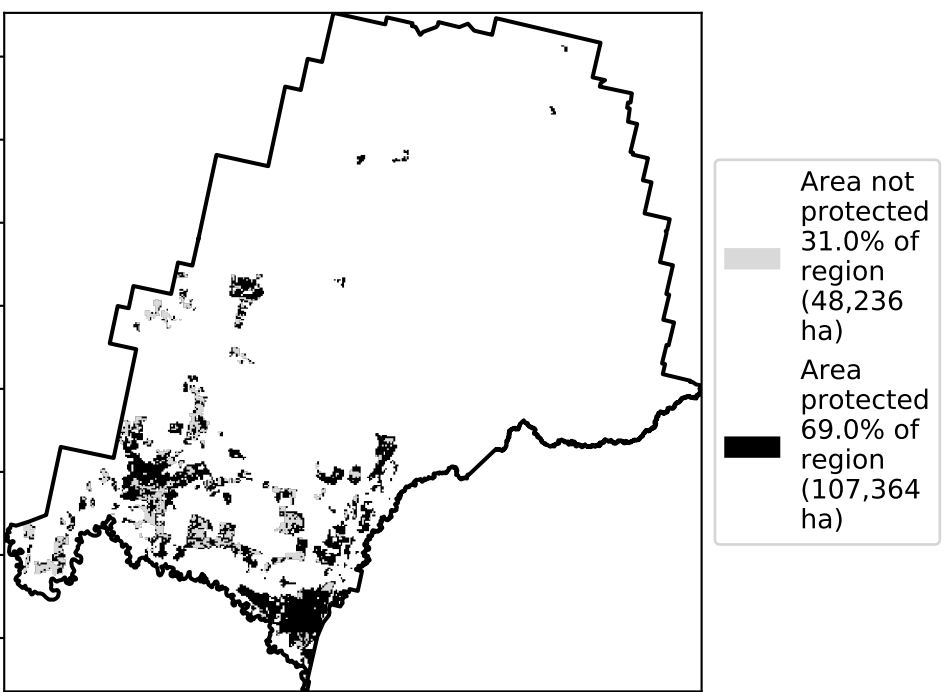 Area not
protected
31.0% of
region
(48,236
ha)
Area
protected
69.0% of
region
(107,364
ha)